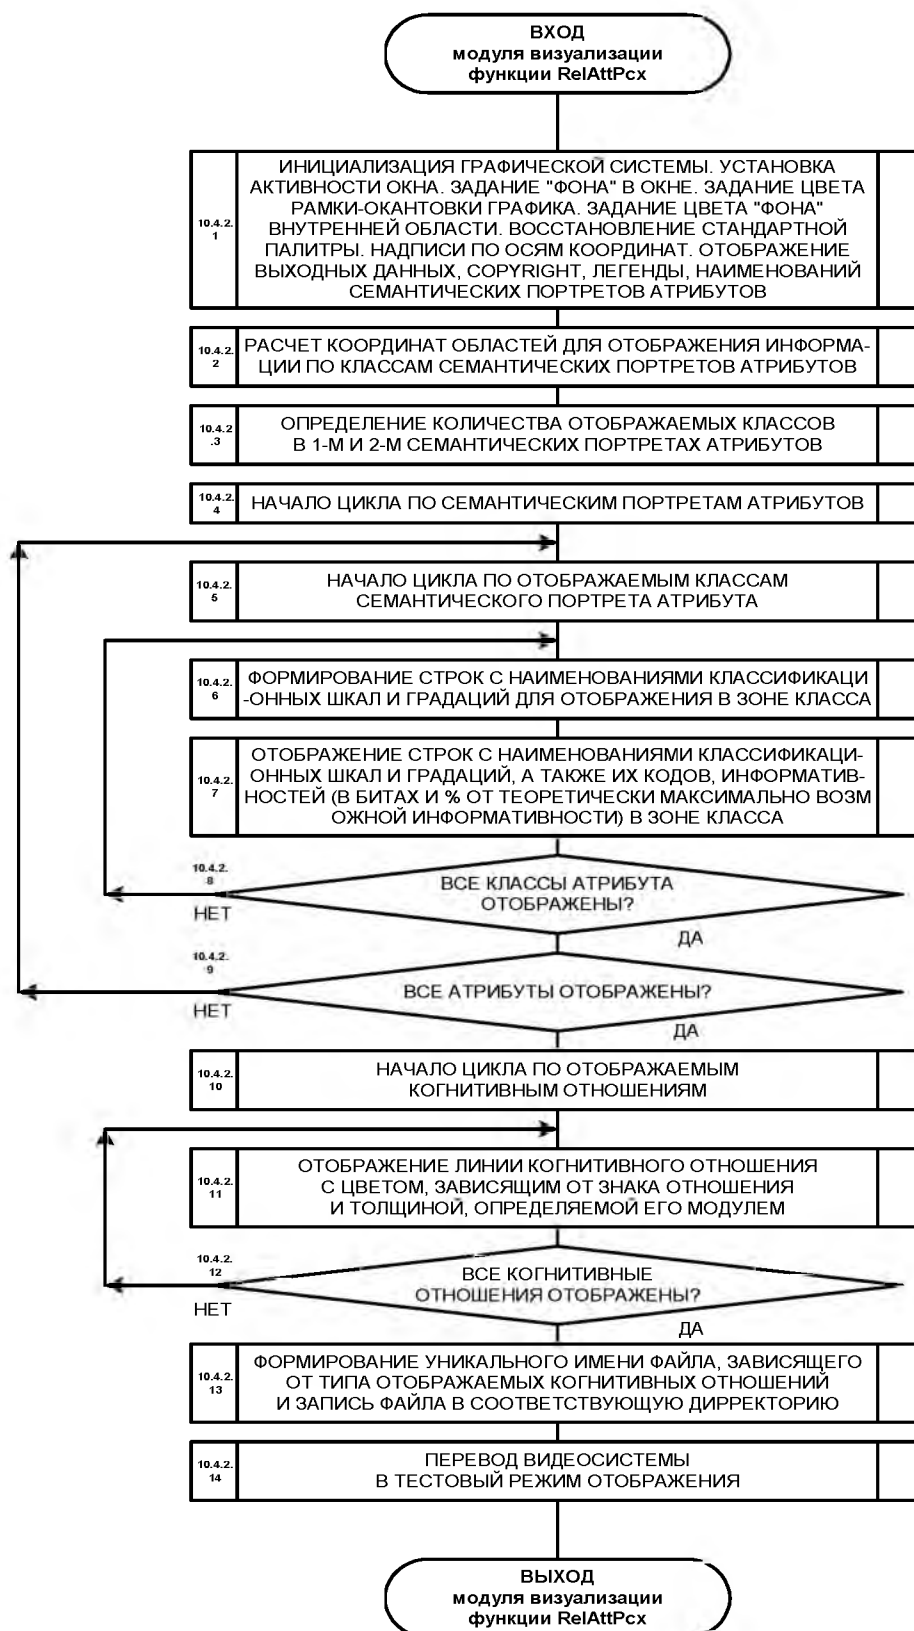 ВХОД
модуля визуализации
функции RelAttPcx
10.4.2.
1
ИНИЦИАЛИЗАЦИЯ ГРАФИЧЕСКОЙ СИСТЕМЫ. УСТАНОВКА
АКТИВНОСТИ ОКНА. ЗАДАНИЕ "ФОНА" В ОКНЕ. ЗАДАНИЕ ЦВЕТА
РАМКИ-ОКАНТОВКИ ГРАФИКА. ЗАДАНИЕ ЦВЕТА "ФОНА"
ВНУТРЕННЕЙ ОБЛАСТИ. ВОССТАНОВЛЕНИЕ СТАНДАРТНОЙ
ПАЛИТРЫ. НАДПИСИ ПО ОСЯМ КООРДИНАТ. ОТОБРАЖЕНИЕ
ВЫХОДНЫХ ДАННЫХ, COPYRIGHT, ЛЕГЕНДЫ, НАИМЕНОВАНИЙ
СЕМАНТИЧЕСКИХ ПОРТРЕТОВ АТРИБУТОВ
10.4.2.
2
РАСЧЕТ КООРДИНАТ ОБЛАСТЕЙ ДЛЯ ОТОБРАЖЕНИЯ ИНФОРМА-
ЦИИ ПО КЛАССАМ СЕМАНТИЧЕСКИХ ПОРТРЕТОВ АТРИБУТОВ
10.4.2
.3
ОПРЕДЕЛЕНИЕ КОЛИЧЕСТВА ОТОБРАЖАЕМЫХ КЛАССОВ
В 1-М И 2-М СЕМАНТИЧЕСКИХ ПОРТРЕТАХ АТРИБУТОВ
10.4.2.
4
НАЧАЛО ЦИКЛА ПО СЕМАНТИЧЕСКИМ ПОРТРЕТАМ АТРИБУТОВ
10.4.2.
5
НАЧАЛО ЦИКЛА ПО ОТОБРАЖАЕМЫМ КЛАССАМ
СЕМАНТИЧЕСКОГО ПОРТРЕТА АТРИБУТА
10.4.2.
6
ФОРМИРОВАНИЕ СТРОК С НАИМЕНОВАНИЯМИ КЛАССИФИКАЦИ
-ОННЫХ ШКАЛ И ГРАДАЦИЙ ДЛЯ ОТОБРАЖЕНИЯ В ЗОНЕ КЛАССА
10.4.2.
7
ОТОБРАЖЕНИЕ СТРОК С НАИМЕНОВАНИЯМИ КЛАССИФИКАЦИ-
ОННЫХ ШКАЛ И ГРАДАЦИЙ, А ТАКЖЕ ИХ КОДОВ, ИНФОРМАТИВ-
НОСТЕЙ (В БИТАХ И % ОТ ТЕОРЕТИЧЕСКИ МАКСИМАЛЬНО ВОЗМ
ОЖНОЙ ИНФОРМАТИВНОСТИ) В ЗОНЕ КЛАССА
10.4.2.
8
ВСЕ КЛАССЫ АТРИБУТА
ОТОБРАЖЕНЫ?
НЕТ
ДА
10.4.2.
9
ВСЕ АТРИБУТЫ ОТОБРАЖЕНЫ?
НЕТ
ДА
10.4.2.
10
НАЧАЛО ЦИКЛА ПО ОТОБРАЖАЕМЫМ
КОГНИТИВНЫМ ОТНОШЕНИЯМ
10.4.2.
11
ОТОБРАЖЕНИЕ ЛИНИИ КОГНИТИВНОГО ОТНОШЕНИЯ
С ЦВЕТОМ, ЗАВИСЯЩИМ ОТ ЗНАКА ОТНОШЕНИЯ
И ТОЛЩИНОЙ, ОПРЕДЕЛЯЕМОЙ ЕГО МОДУЛЕМ
10.4.2.
12
ВСЕ КОГНИТИВНЫЕ
ОТНОШЕНИЯ ОТОБРАЖЕНЫ?
НЕТ
ДА
10.4.2.
13
ФОРМИРОВАНИЕ УНИКАЛЬНОГО ИМЕНИ ФАЙЛА, ЗАВИСЯЩЕГО
ОТ ТИПА ОТОБРАЖАЕМЫХ КОГНИТИВНЫХ ОТНОШЕНИЙ
И ЗАПИСЬ ФАЙЛА В СООТВЕТСТВУЮЩУЮ ДИРРЕКТОРИЮ
10.4.2.
14
ПЕРЕВОД ВИДЕОСИСТЕМЫ
В ТЕСТОВЫЙ РЕЖИМ ОТОБРАЖЕНИЯ
ВЫХОД
модуля визуализации
функции RelAttPcx